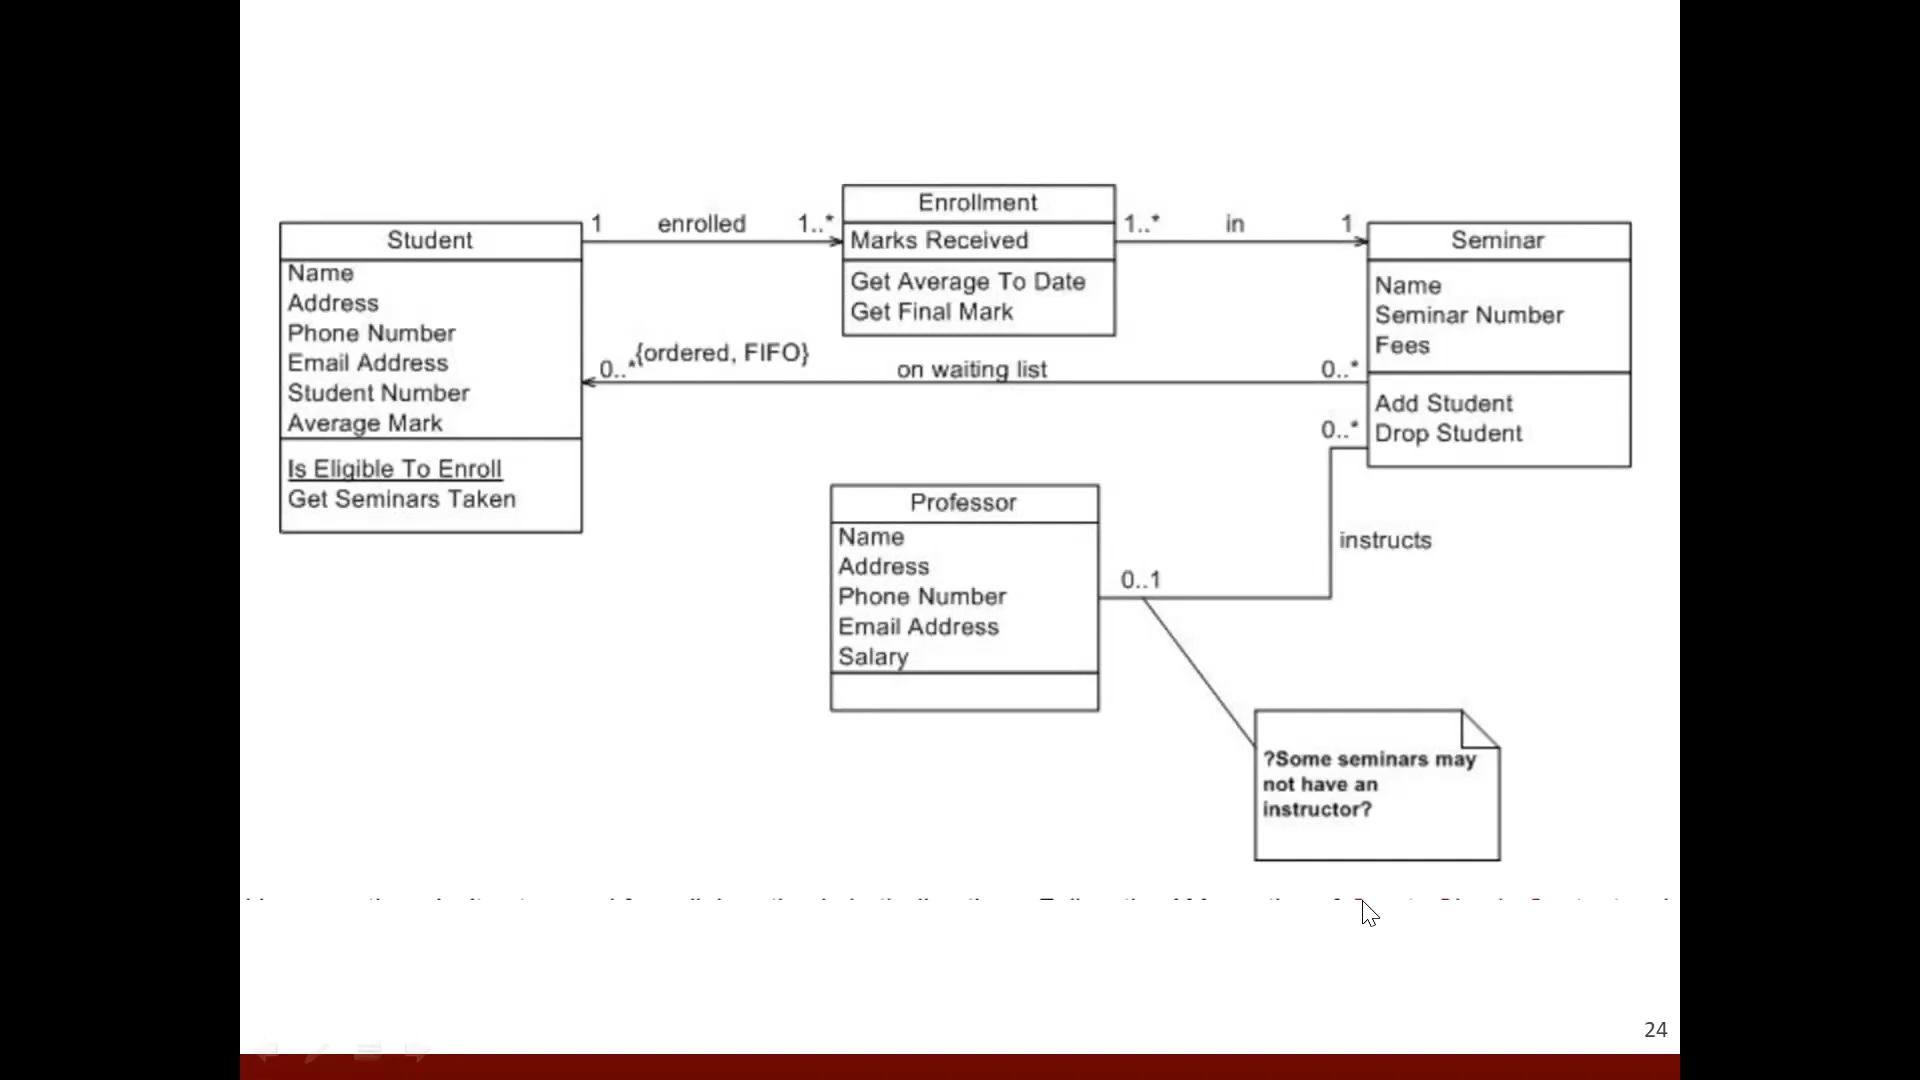 Student
Name
Address
Phone Number
Email Address
Student Number
Average Mark
Is Eligible To Enroll
Get Seminars Taken
1 enrolled 1..*
Enrollment
Marks Received
Get Average To Date
Get Final Mark
1..* in 1
Seminar
Name
Seminar Number
Fees
Add Student
Drop Student
{ordered, FIFO}
0..* on waiting list 0..*
0..*
instructs
0..1
Professor
Name
Address
Phone Number
Email Address
Salary
?Some seminars may
not have an
instructor?
24